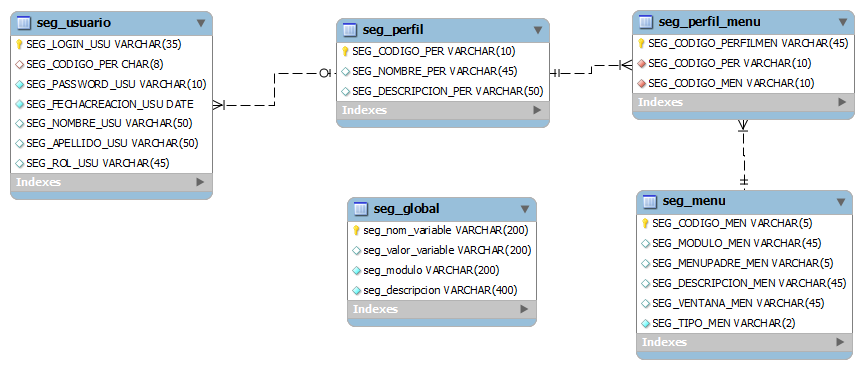 seg_usuario
SEG_LOGIN_USU VARCHAR(35)
SEG_CODIGO_PER CHAR(8)
SEG_PASSWORD_USU VARCHAR(10)
SEG_FECHACREACION_USU DATE
SEG_NOMBRE_USU VARCHAR(50)
SEG_APELLIDO_USU VARCHAR(50)
SEG_ROL_USU VARCHAR(45)
Indexes
seg_perfil
SEG_CODIGO_PER VARCHAR(10)
SEG_NOMBRE_PER VARCHAR(45)
SEG_DESCRIPCION_PER VARCHAR(50)
Indexes
seg_perfil_menu
SEG_CODIGO_PERFILMEN VARCHAR(45)
SEG_CODIGO_PER VARCHAR(10)
SEG_CODIGO_MEN VARCHAR(10)
Indexes
seg_global
seg_nom_variable VARCHAR(200)
seg_valor_variable VARCHAR(200)
seg_modulo VARCHAR(200)
seg_descripcion VARCHAR(400)
Indexes
seg_menu
SEG_CODIGO_MEN VARCHAR(5)
SEG_MODULO_MEN VARCHAR(45)
SEG_MENUPADRE_MEN VARCHAR(5)
SEG_DESCRIPCION_MEN VARCHAR(45)
SEG_VENTANA_MEN VARCHAR(45)
SEG_TIPO_MEN VARCHAR(2)
Indexes